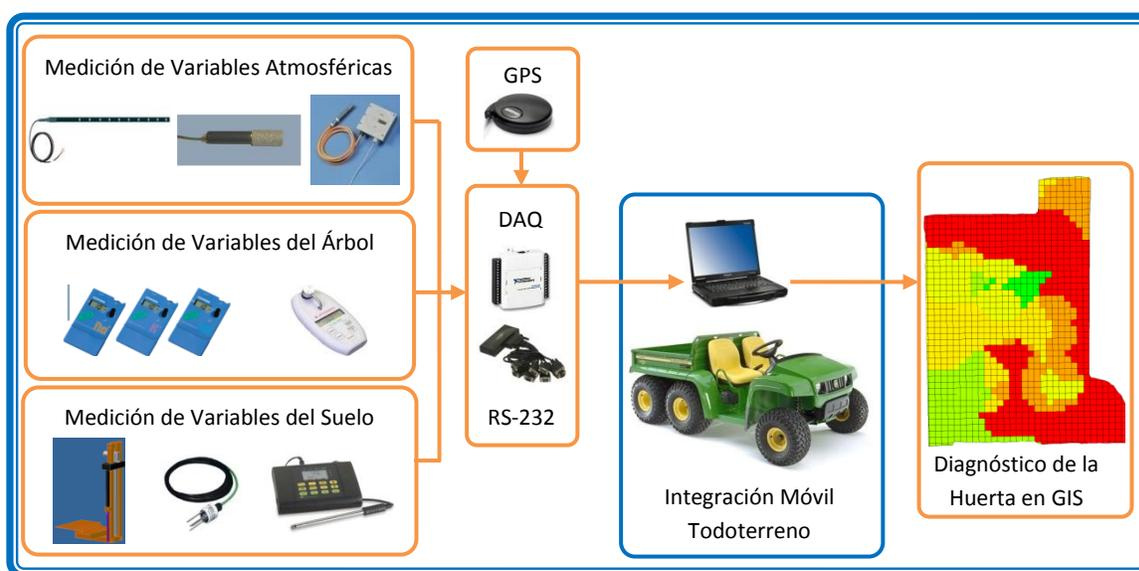 Medición de Variables Atmosféricas
GPS
Medición de Variables del Árbol
DAQ
RS-232
Medición de Variables del Suelo
Integración Móvil
Todoterreno
Diagnóstico de la
Huerta en GIS